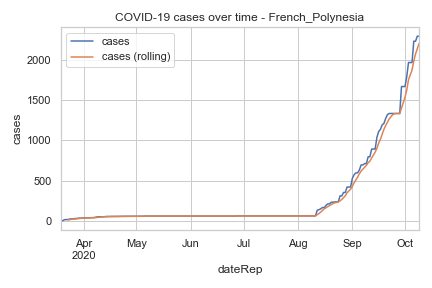 COVID-19 cases over time - French_Polynesia
cases
cases (rolling)
2000
1500
1000
500
0
cases
Apr
2020
May
Jun
Jul
Aug
Sep
Oct
dateRep